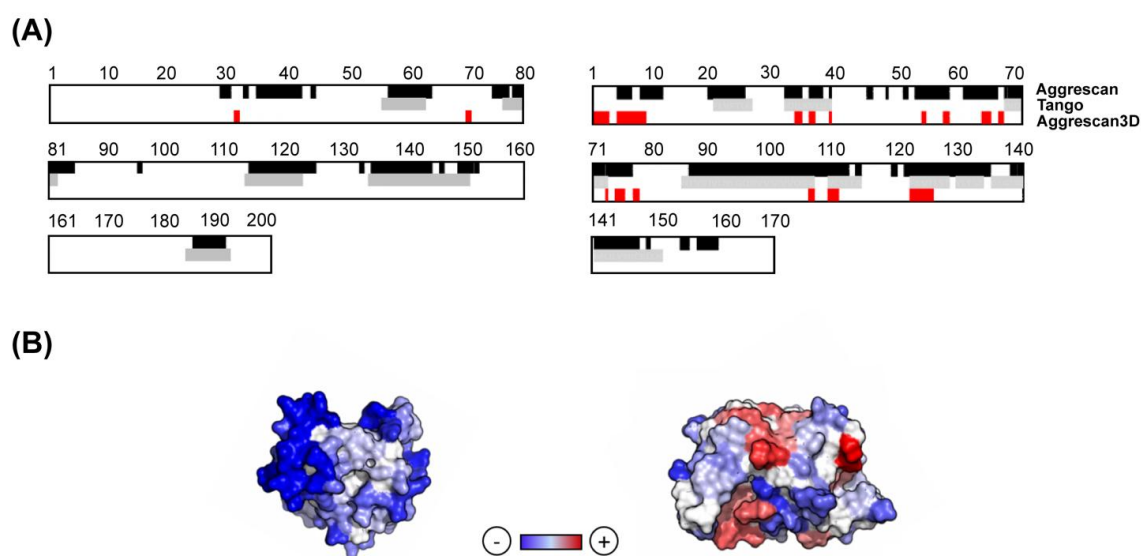 (A)
1 10 20 30 40 50 60 70 80
1 10 20 30 40 50 60 70
Aggrescan
Tango
Aggrescan3D
81 90 100 110 120 130 140 150 160
71 80 90 100 110 120 130 140
161 170 180 190 200
141 150 160 170
(B)
- +